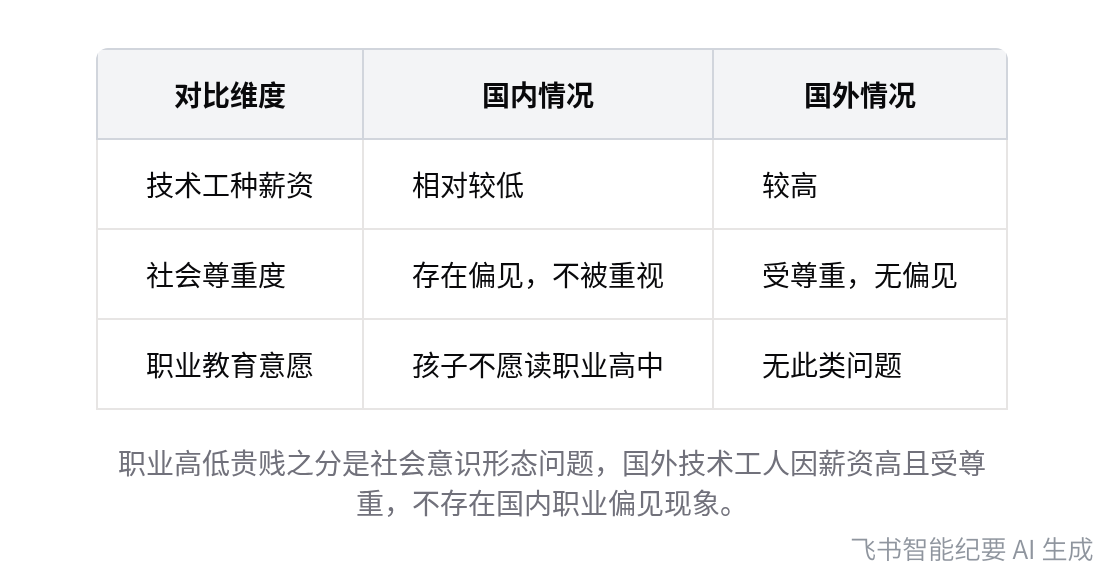 对比维度 国内情况 国外情况
技术工种薪资 相对较低 较高
社会尊重度 存在偏见，不被重视 受尊重，无偏见
职业教育意愿 孩子不愿读职业高中 无此类问题
职业高低贵贱之分是社会意识形态问题，国外技术工人因薪资高且受尊
重，不存在国内职业偏见现象。
飞书智能纪要 AI 生成